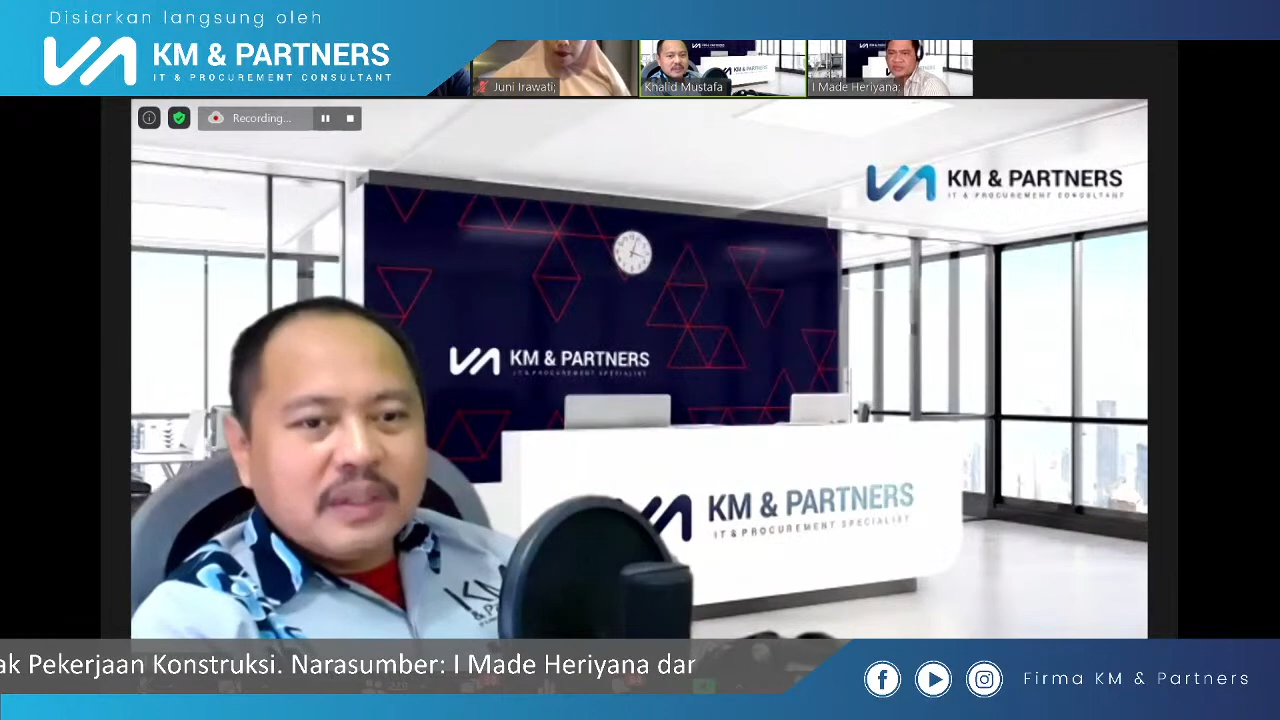 Disiarkan langsung oleh
KM & PARTNERS
IT & PROCUREMENT CONSULTANT
Juni Irawati;
Khalid Mustafa
I Made Heriyana;
Recording...
KM & PARTNERS
IT & PROCUREMENT CONSULTANT
KM & PARTNERS
IT & PROCUREMENT SPECIALIST
KM & PARTNERS
IT & PROCUREMENT SPECIALIST
KM
ak Pekerjaan Konstruksi. Narasumber: I Made Heriyana dar
Firma KM & Partners